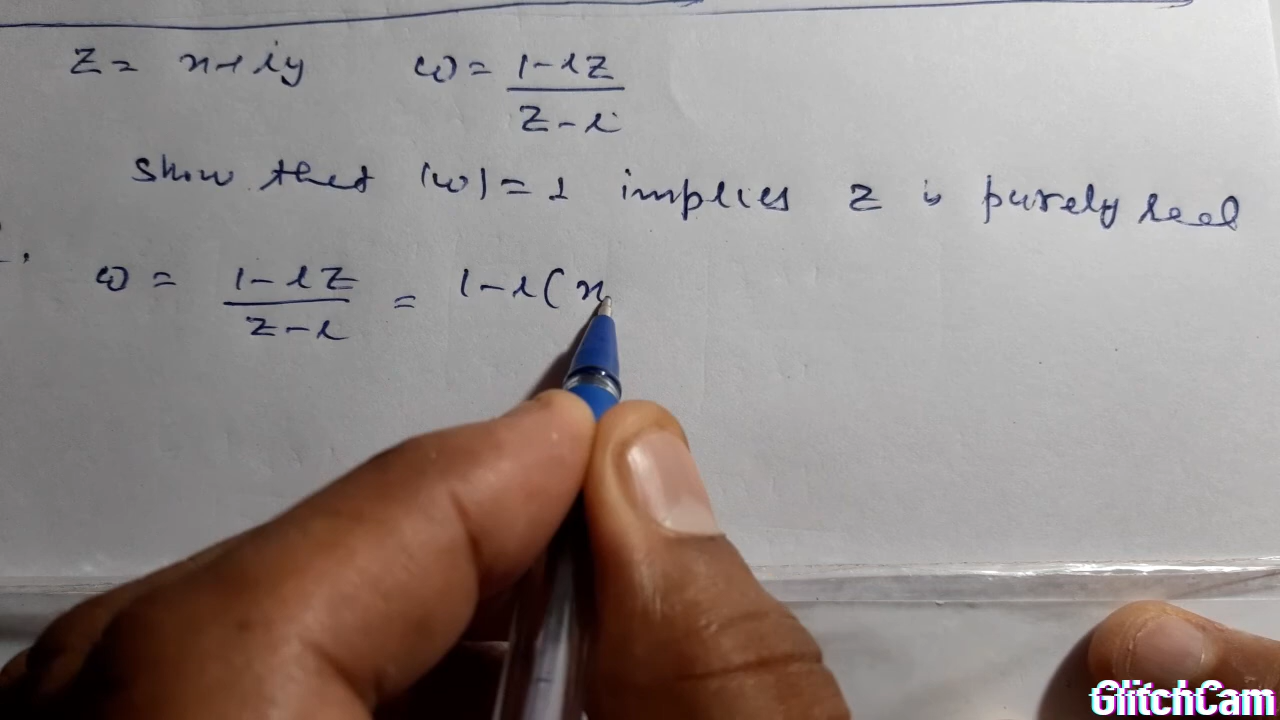 z = x+iy ω = 1-iz / z-i
Show that |ω| = 1 implies z is purely real
ω = 1-iz / z-i = 1-i(x
GlitchCam